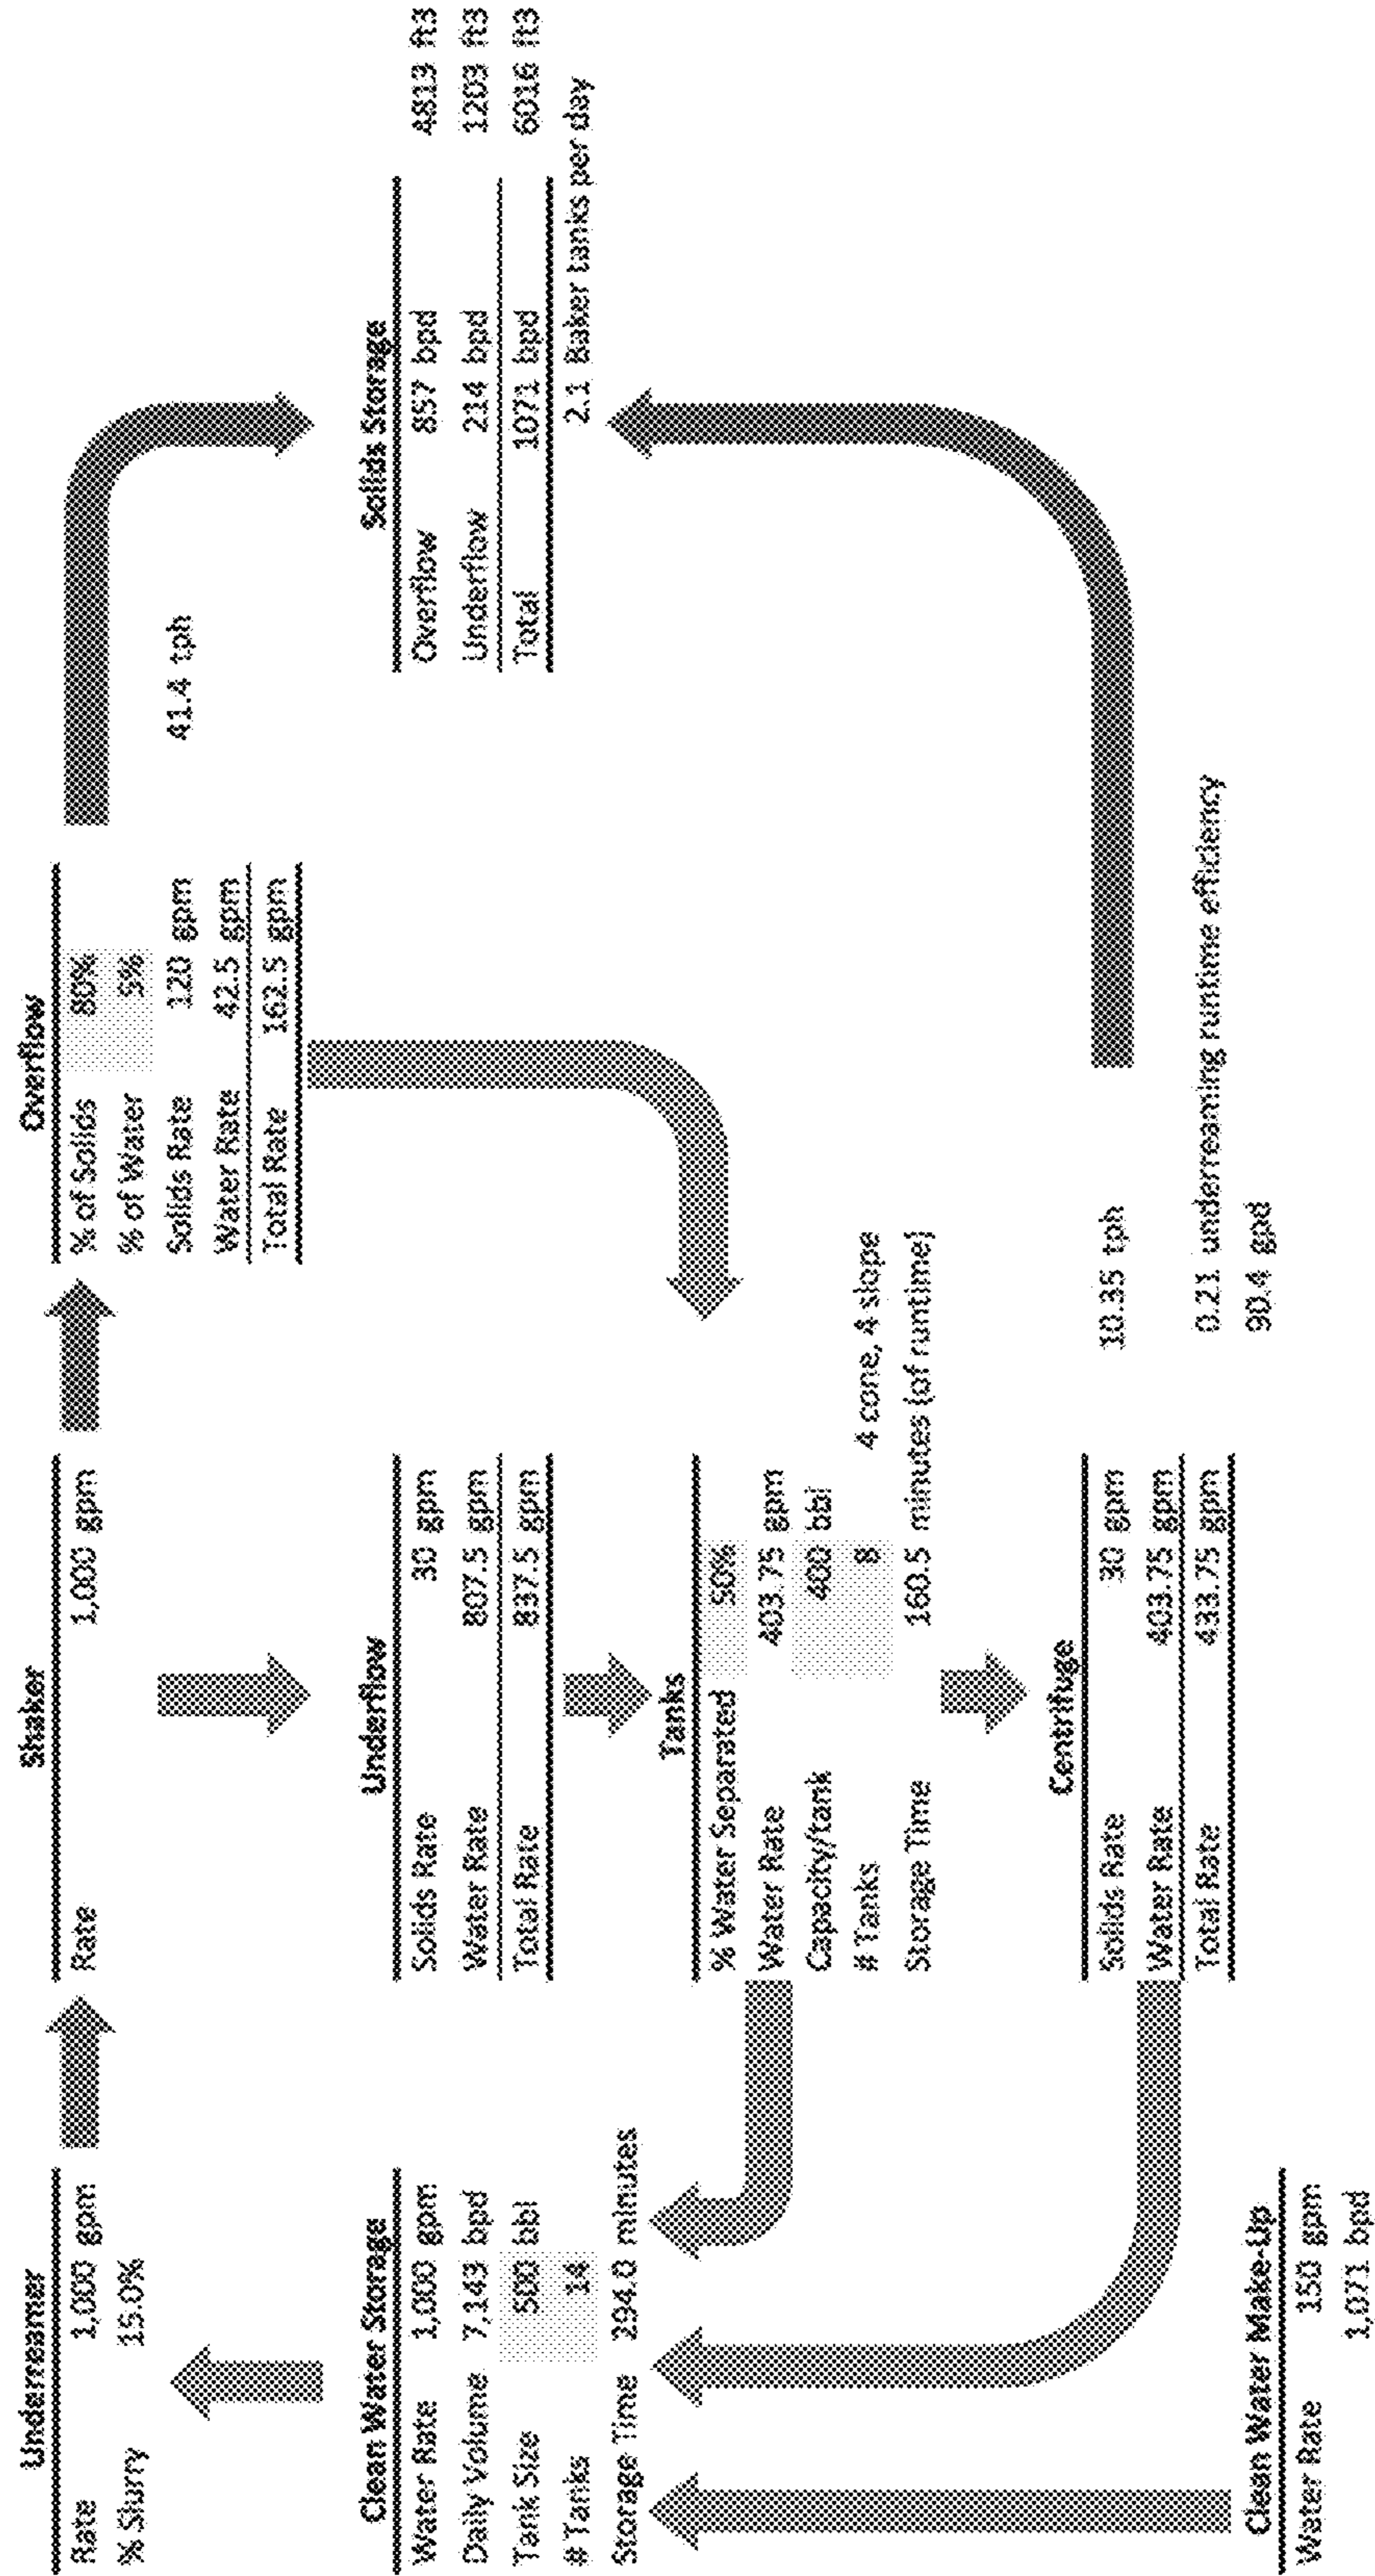 Underreamer
Rate 1,000 gpm
% Slurry 15.0%
Shaker
Rate 1,000 gpm
Overflow
% of Solids 80%
% of Water 5%
Solids Rate 120 gpm
Water Rate 42.5 gpm
Total Rate 162.5 gpm
41.4 tph
Clean Water Storage
Water Rate 1,000 gpm
Daily Volume 7,143 bpd
Tank Size 500 bbl
# Tanks 14
Storage Time 294.0 minutes
Underflow
Solids Rate 30 gpm
Water Rate 807.5 gpm
Total Rate 837.5 gpm
Solids Storage
Overflow 857 bpd 4813 ft3
Underflow 214 bpd 1203 ft3
Total 1071 bpd 6016 ft3
2.1 Baker tanks per day
Tanks
% Water Separated 50%
Water Rate 403.75 gpm
Capacity/tank 400 bbl
# Tanks 8 4 cone, 4 slope
Storage Time 160.5 minutes (of runtime)
Centrifuge
Solids Rate 30 gpm 10.35 tph
Water Rate 403.75 gpm
Total Rate 433.75 gpm
0.21 underreaming runtime efficiency
90.4 gpd
Clean Water Make-Up
Water Rate 150 gpm
1,071 bpd